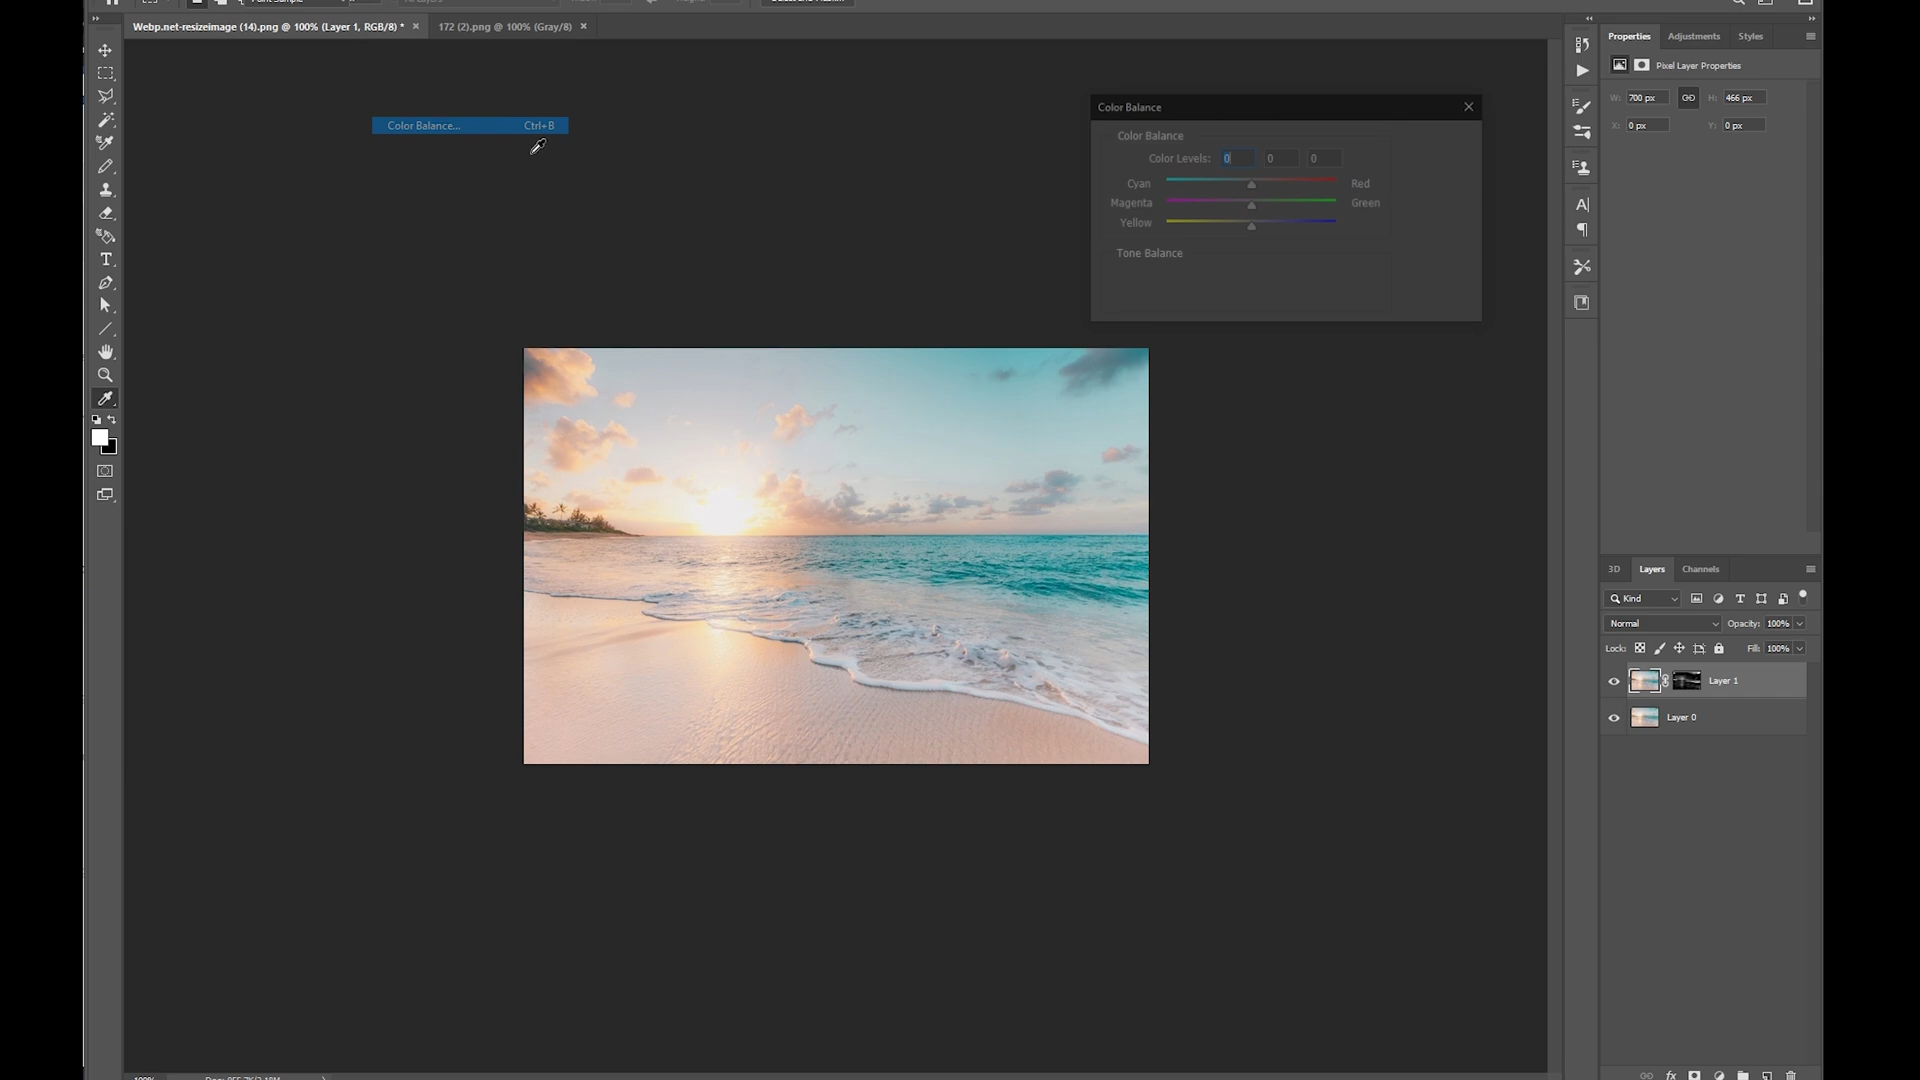 Webp.net-resizeimage (14).png @ 100% (Layer 1, RGB/8) *
172 (2).png @ 100% (Gray/8)
Color Balance... Ctrl+B
Color Balance
Color Balance
Color Levels: 0 0 0
Cyan Red
Magenta Green
Yellow
Tone Balance
Properties Adjustments Styles
Pixel Layer Properties
W: 700 px H: 466 px
X: 0 px Y: 0 px
3D Layers Channels
Kind
Normal Opacity: 100%
Lock: Fill: 100%
Layer 1
Layer 0